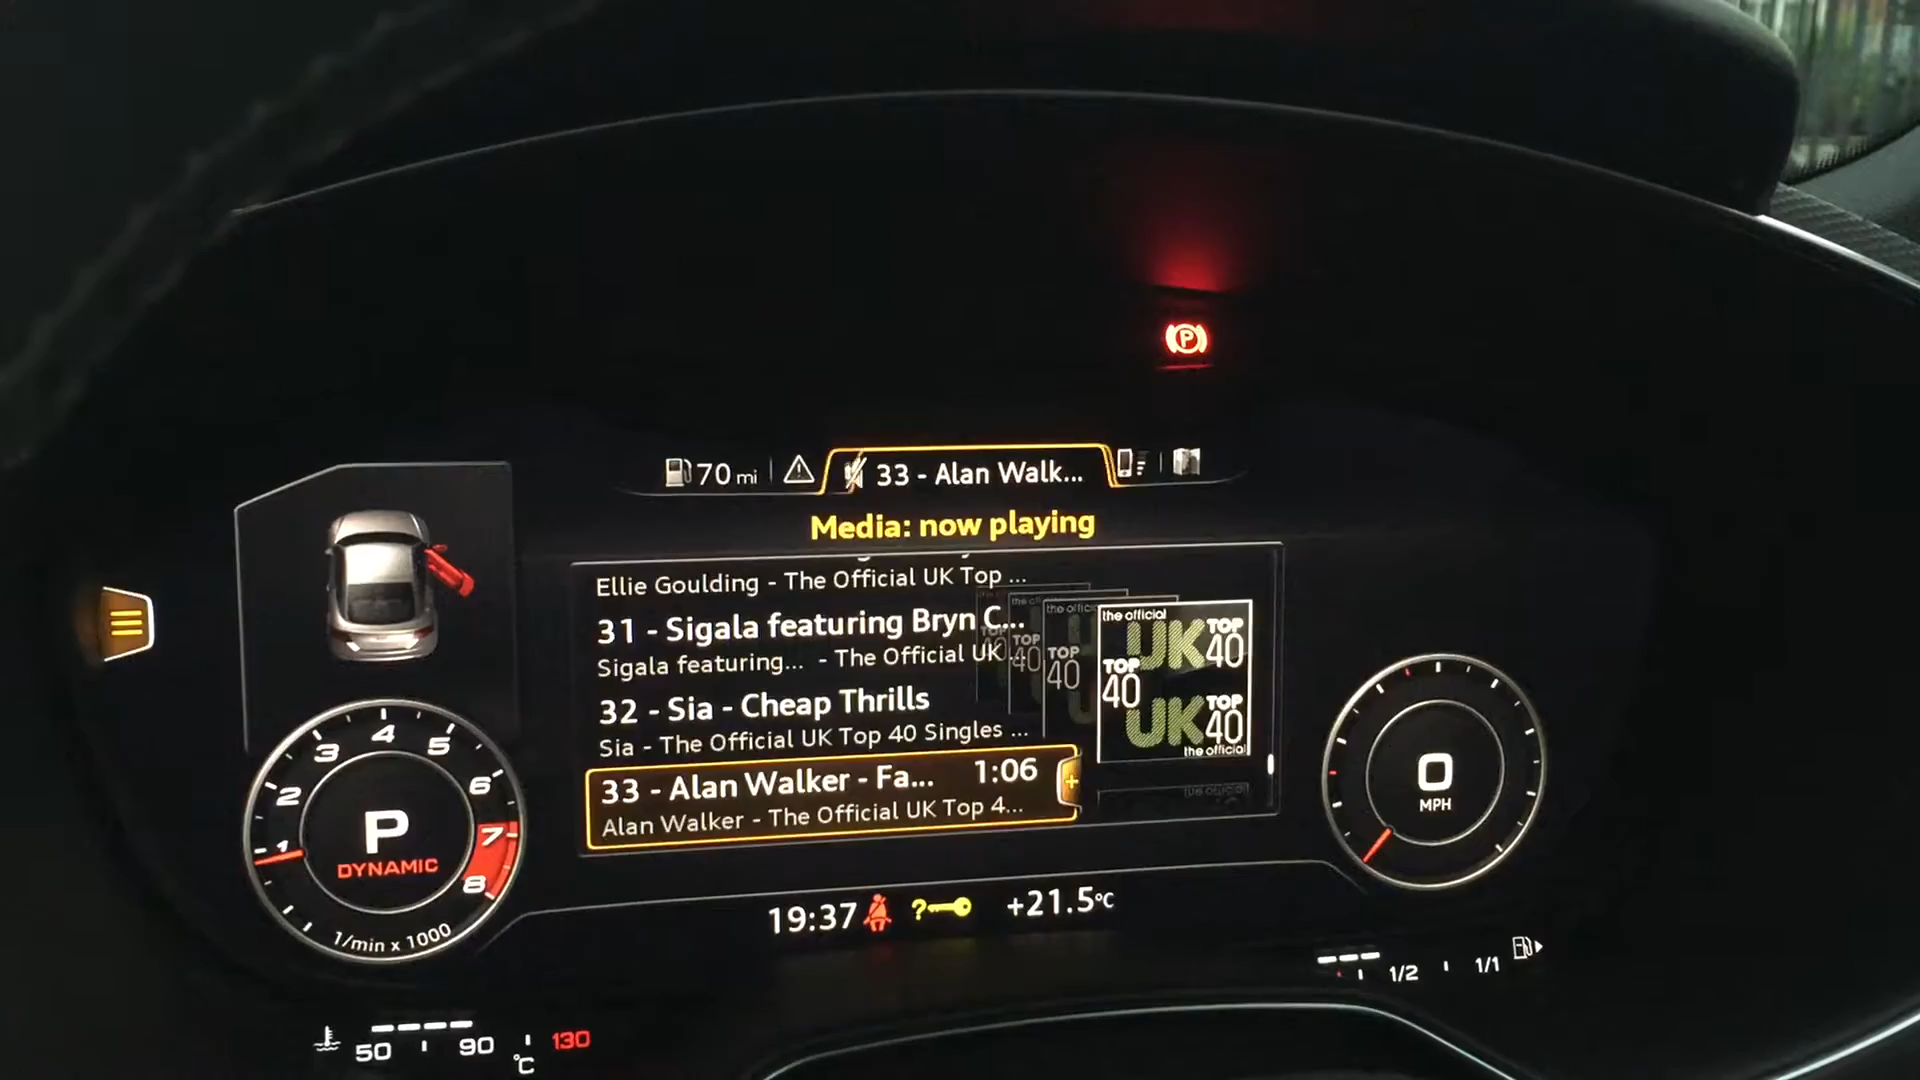 P
70 mi
33 - Alan Walk...
Media: now playing
Ellie Goulding - The Official UK Top ...
31 - Sigala featuring Bryn C...
Sigala featuring... - The Official UK ...
32 - Sia - Cheap Thrills
Sia - The Official UK Top 40 Singles ...
33 - Alan Walker - Fa... 1:06
Alan Walker - The Official UK Top 4...
the official
UK TOP 40
TOP 40
UK TOP 40
the official
1 2 3 4 5 6 7 8
P
DYNAMIC
1/min x 1000
0
MPH
19:37 ? +21.5°C
1/2 1/1
50 90 °C 130